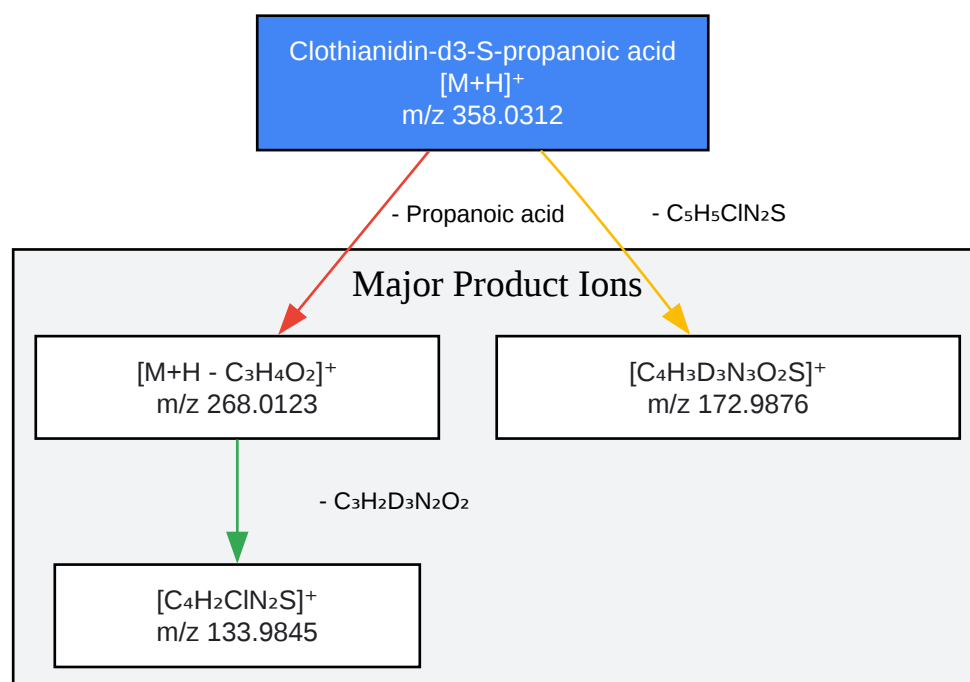 Clothianidin-d3-S-propanoic acid
[M+H]⁺
m/z 358.0312
- Propanoic acid
- C₅H₅ClN₂S
Major Product Ions
[M+H - C₃H₄O₂]⁺
m/z 268.0123
[C₄H₃D₃N₃O₂S]⁺
m/z 172.9876
- C₃H₂D₃N₂O₂
[C₄H₂ClN₂S]⁺
m/z 133.9845